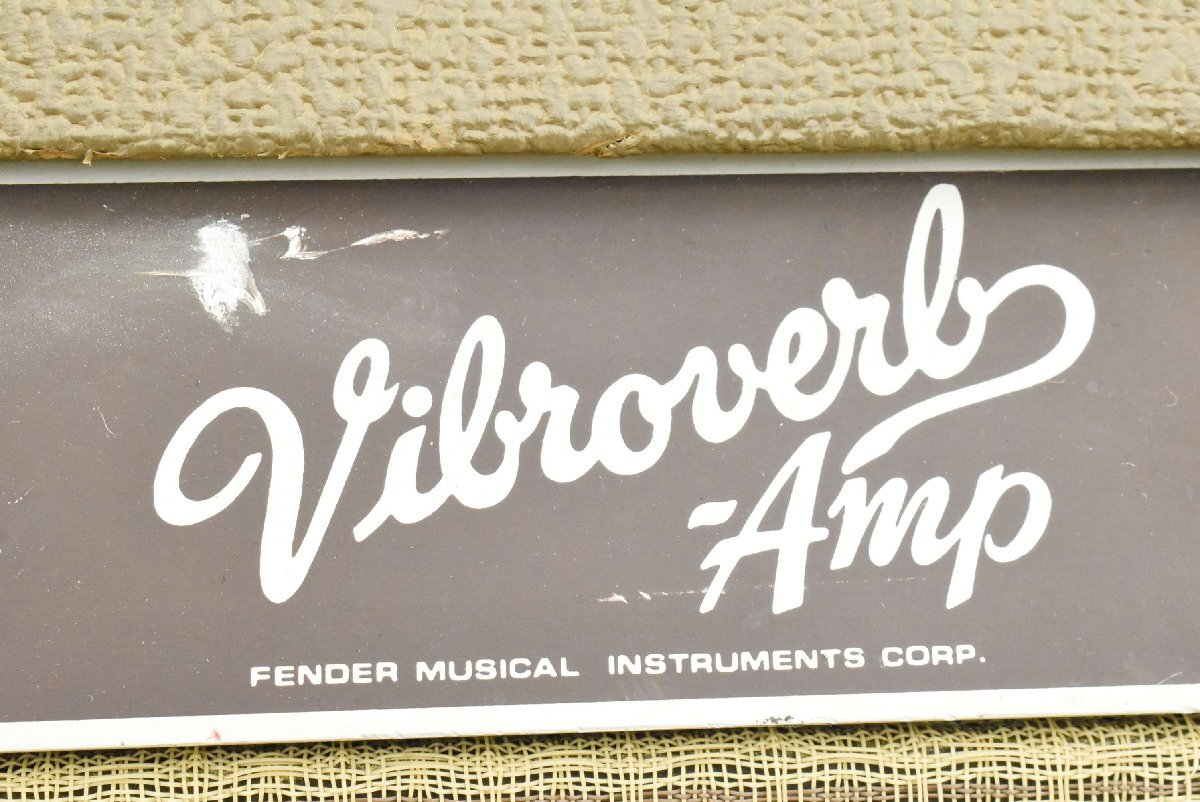 Vibroverb
-Amp
FENDER MUSICAL INSTRUMENTS CORP.